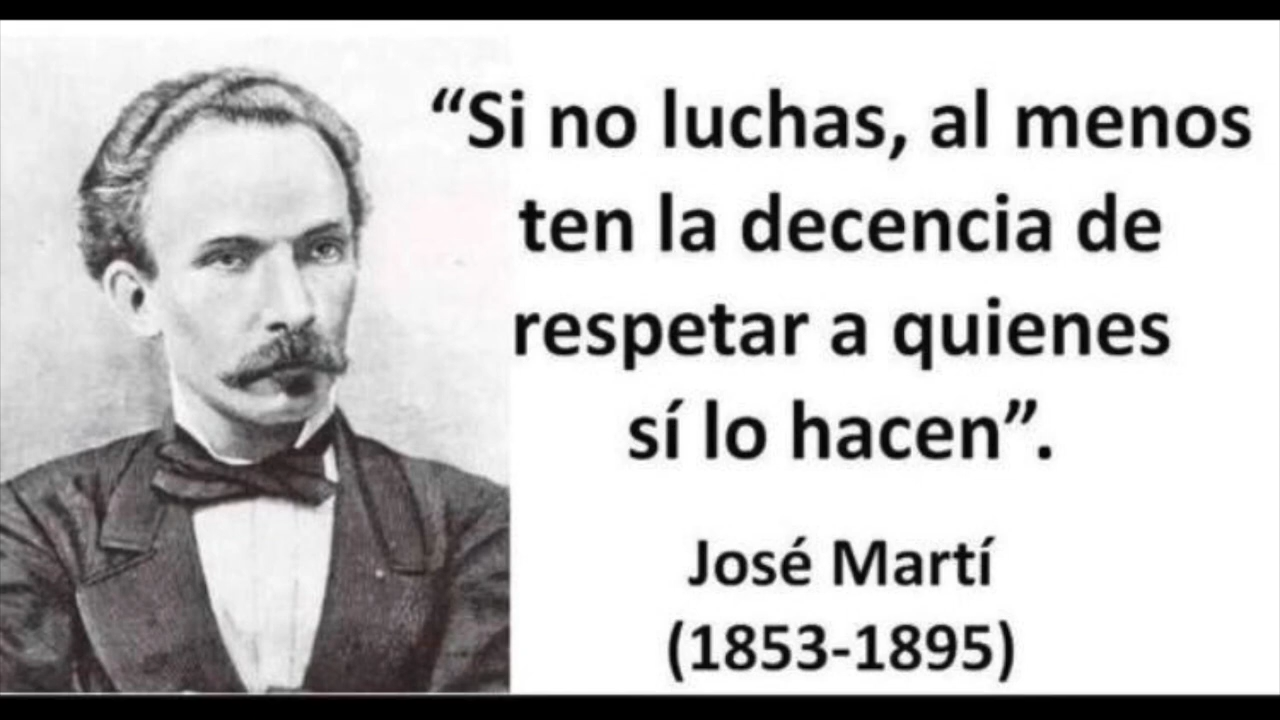 “Si no luchas, al menos
ten la decencia de
respetar a quienes
sí lo hacen”.
José Martí
(1853-1895)